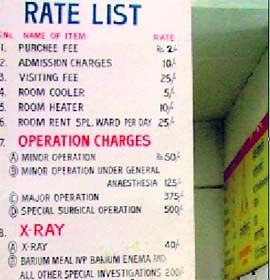 RATE LIST
S.No. NAME OF ITEM RATE
1. PURCHEE FEE Rs. 2/-
2. ADMISSION CHARGES 10/-
3. VISITING FEE 25/-
4. ROOM COOLER 5/-
5. ROOM HEATER 10/-
6. ROOM RENT SPL. WARD PER DAY 25/-
7. OPERATION CHARGES
A MINOR OPERATION Rs. 50/-
B MINOR OPERATION UNDER GENERAL
ANAESTHESIA 125/-
C MAJOR OPERATION 375/-
D SPECIAL SURGICAL OPERATION 500/-
8. X-RAY
A X-RAY 40/-
B BARIUM MEAL IVP BARIUM ENEMA AND
ALL OTHER SPECIAL INVESTIGATIONS 200/-